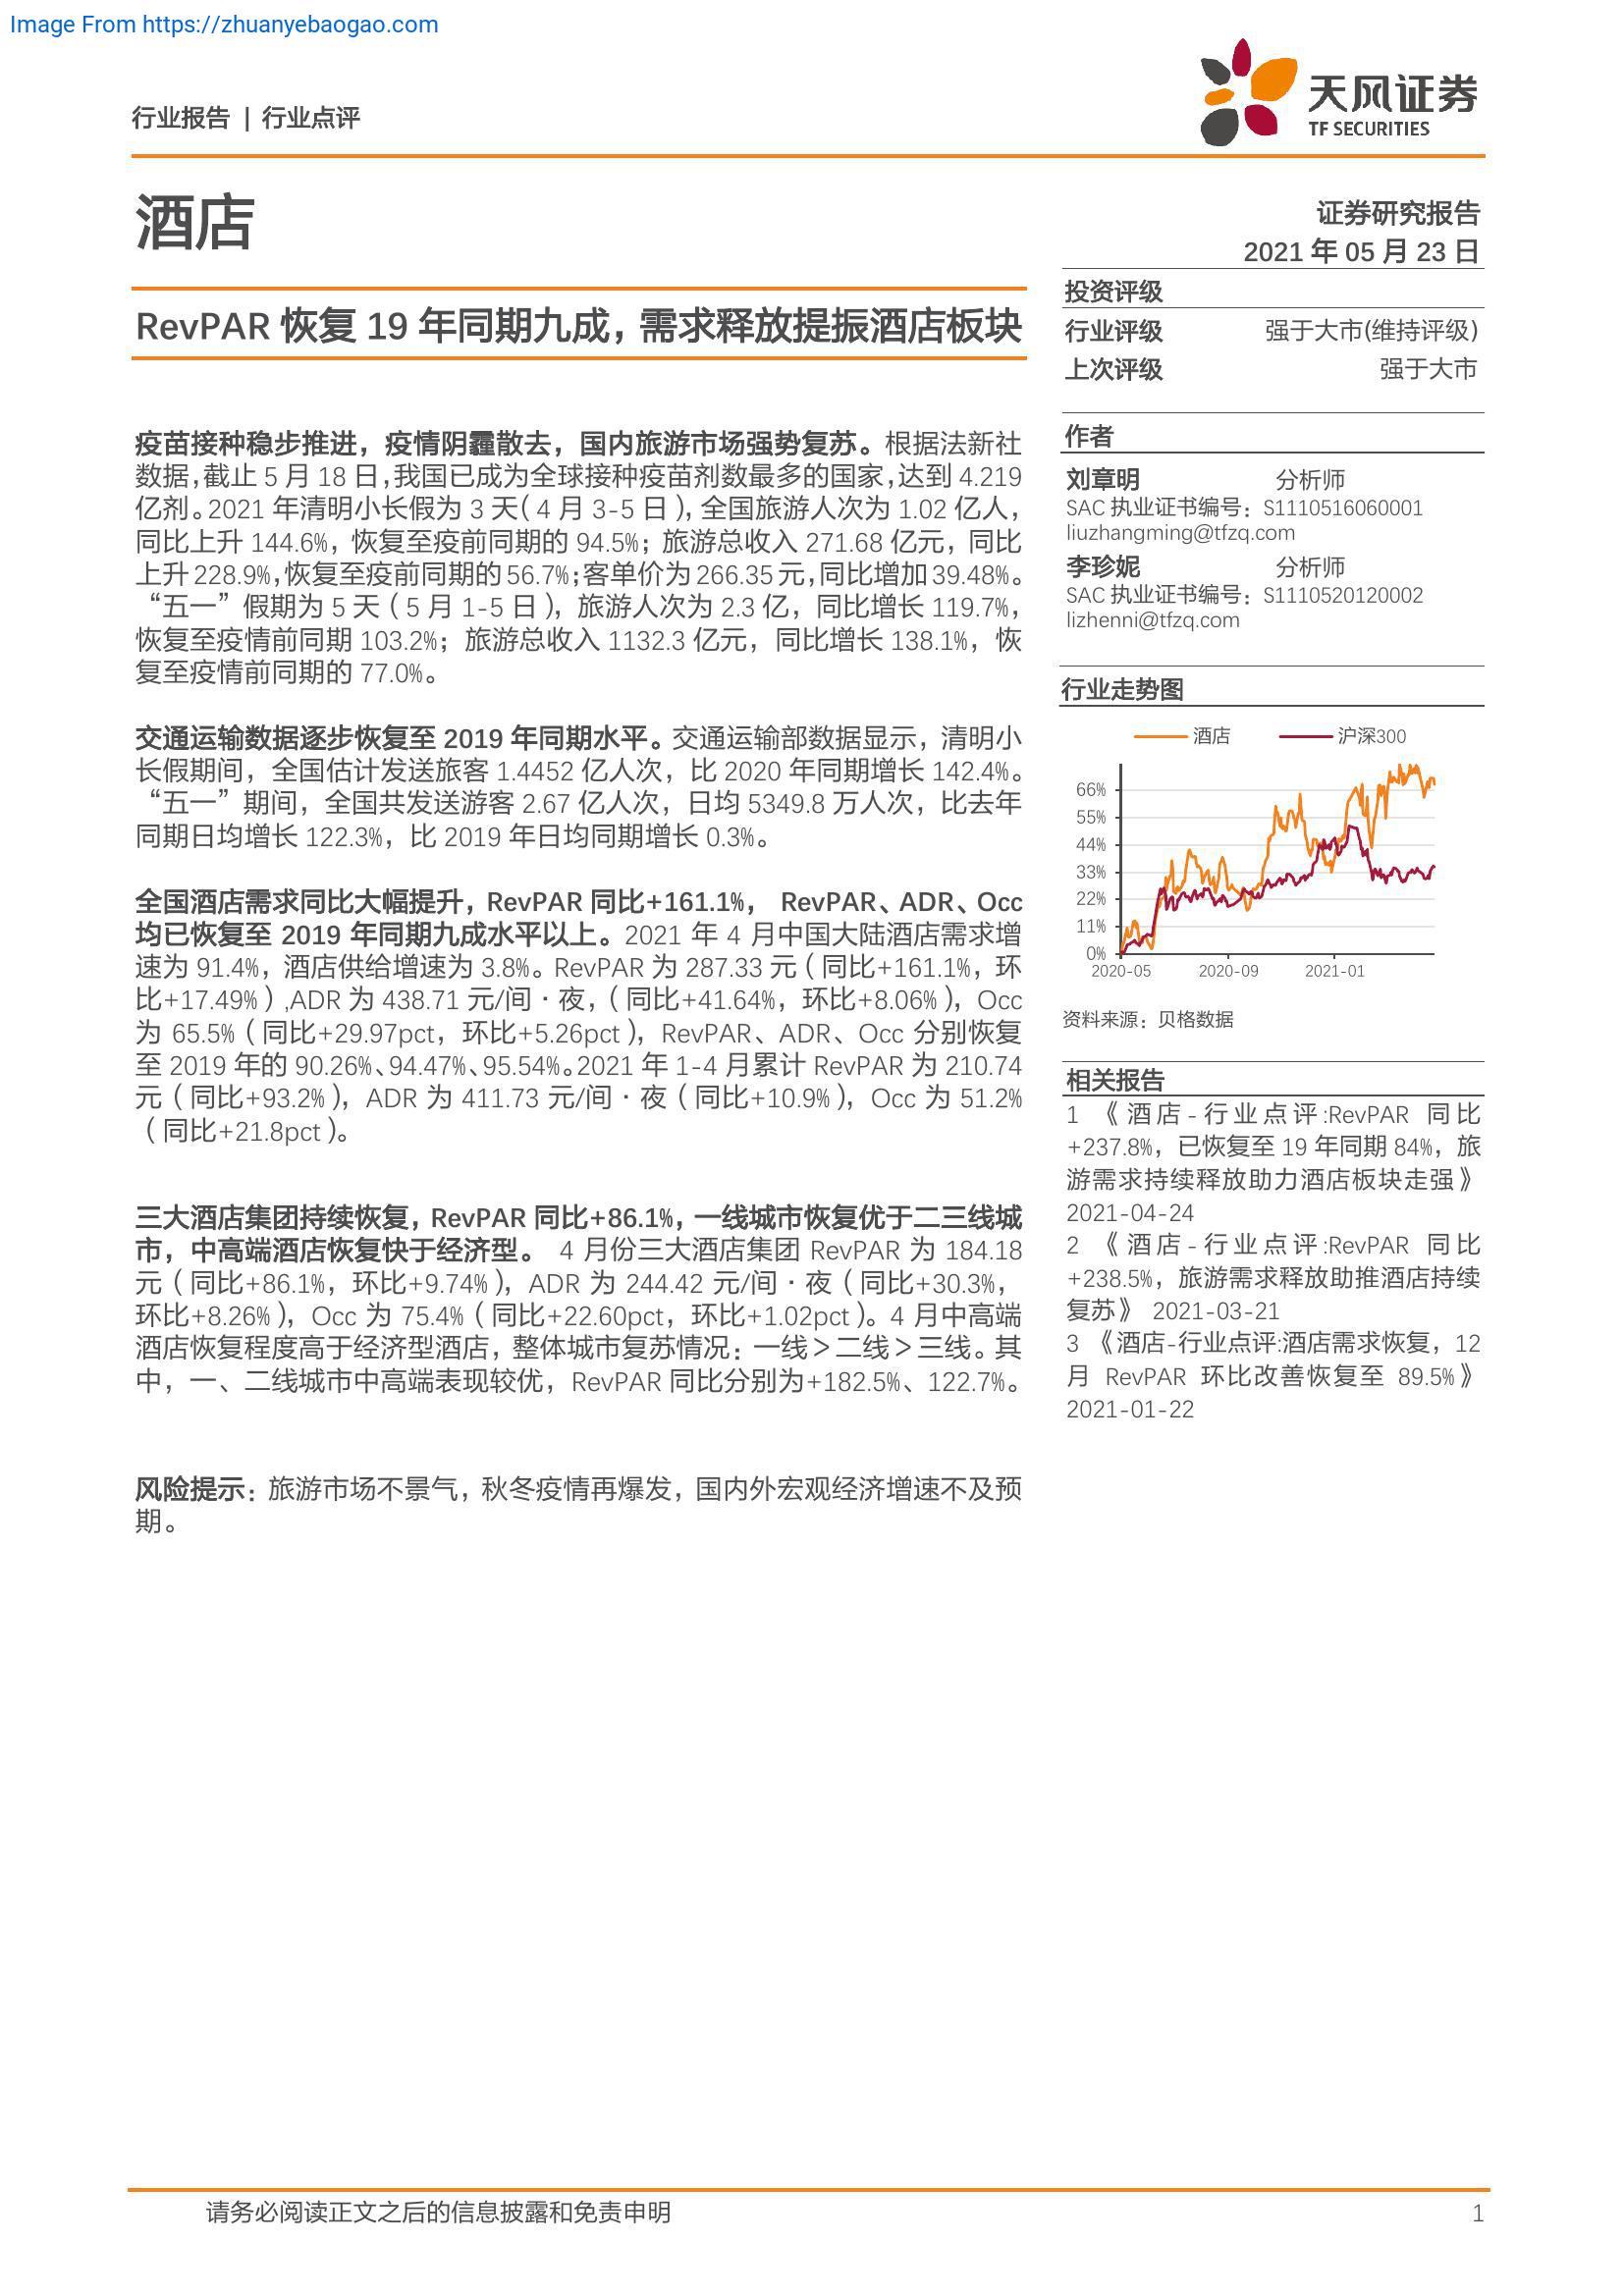 Image From https://zhuanyebaogao.com
行业报告 | 行业点评
天风证券
TF SECURITIES
酒店
证券研究报告
2021 年 05 月 23 日
RevPAR 恢复 19 年同期九成，需求释放提振酒店板块
投资评级
行业评级 强于大市(维持评级)
上次评级 强于大市
疫苗接种稳步推进，疫情阴霾散去，国内旅游市场强势复苏。根据法新社
数据，截止 5 月 18 日，我国已成为全球接种疫苗剂数最多的国家，达到 4.219
亿剂。2021 年清明小长假为 3 天（4 月 3-5 日），全国旅游人次为 1.02 亿人，
同比上升 144.6%，恢复至疫前同期的 94.5%；旅游总收入 271.68 亿元，同比
上升 228.9%，恢复至疫前同期的 56.7%；客单价为 266.35 元，同比增加 39.48%。
“五一”假期为 5 天（5 月 1-5 日），旅游人次为 2.3 亿，同比增长 119.7%，
恢复至疫情前同期 103.2%；旅游总收入 1132.3 亿元，同比增长 138.1%，恢
复至疫情前同期的 77.0%。
交通运输数据逐步恢复至 2019 年同期水平。交通运输部数据显示，清明小
长假期间，全国估计发送旅客 1.4452 亿人次，比 2020 年同期增长 142.4%。
“五一”期间，全国共发送游客 2.67 亿人次，日均 5349.8 万人次，比去年
同期日均增长 122.3%，比 2019 年日均同期增长 0.3%。
全国酒店需求同比大幅提升，RevPAR 同比+161.1%， RevPAR、ADR、Occ
均已恢复至 2019 年同期九成水平以上。2021 年 4 月中国大陆酒店需求增
速为 91.4%，酒店供给增速为 3.8%。RevPAR 为 287.33 元（同比+161.1%，环
比+17.49%）,ADR 为 438.71 元/间·夜，（同比+41.64%，环比+8.06%），Occ
为 65.5%（同比+29.97pct，环比+5.26pct），RevPAR、ADR、Occ 分别恢复
至 2019 年的 90.26%、94.47%、95.54%。2021 年 1-4 月累计 RevPAR 为 210.74
元（同比+93.2%），ADR 为 411.73 元/间·夜（同比+10.9%），Occ 为 51.2%
（同比+21.8pct）。
三大酒店集团持续恢复，RevPAR 同比+86.1%，一线城市恢复优于二三线城
市，中高端酒店恢复快于经济型。 4 月份三大酒店集团 RevPAR 为 184.18
元（同比+86.1%，环比+9.74%），ADR 为 244.42 元/间·夜（同比+30.3%，
环比+8.26%），Occ 为 75.4%（同比+22.60pct，环比+1.02pct）。4 月中高端
酒店恢复程度高于经济型酒店，整体城市复苏情况：一线＞二线＞三线。其
中，一、二线城市中高端表现较优，RevPAR 同比分别为+182.5%、122.7%。
风险提示：旅游市场不景气，秋冬疫情再爆发，国内外宏观经济增速不及预
期。
作者
刘章明 分析师
SAC 执业证书编号：S1110516060001
liuzhangming@tfzq.com
李珍妮 分析师
SAC 执业证书编号：S1110520120002
lizhenni@tfzq.com
行业走势图
酒店 沪深300
66%
55%
44%
33%
22%
11%
0%
2020-05 2020-09 2021-01
资料来源：贝格数据
相关报告
1 《酒店-行业点评:RevPAR 同比
+237.8%，已恢复至 19 年同期 84%，旅
游需求持续释放助力酒店板块走强》
2021-04-24
2 《酒店-行业点评:RevPAR 同比
+238.5%，旅游需求释放助推酒店持续
复苏》 2021-03-21
3 《酒店-行业点评:酒店需求恢复，12
月 RevPAR 环比改善恢复至 89.5%》
2021-01-22
请务必阅读正文之后的信息披露和免责申明 1